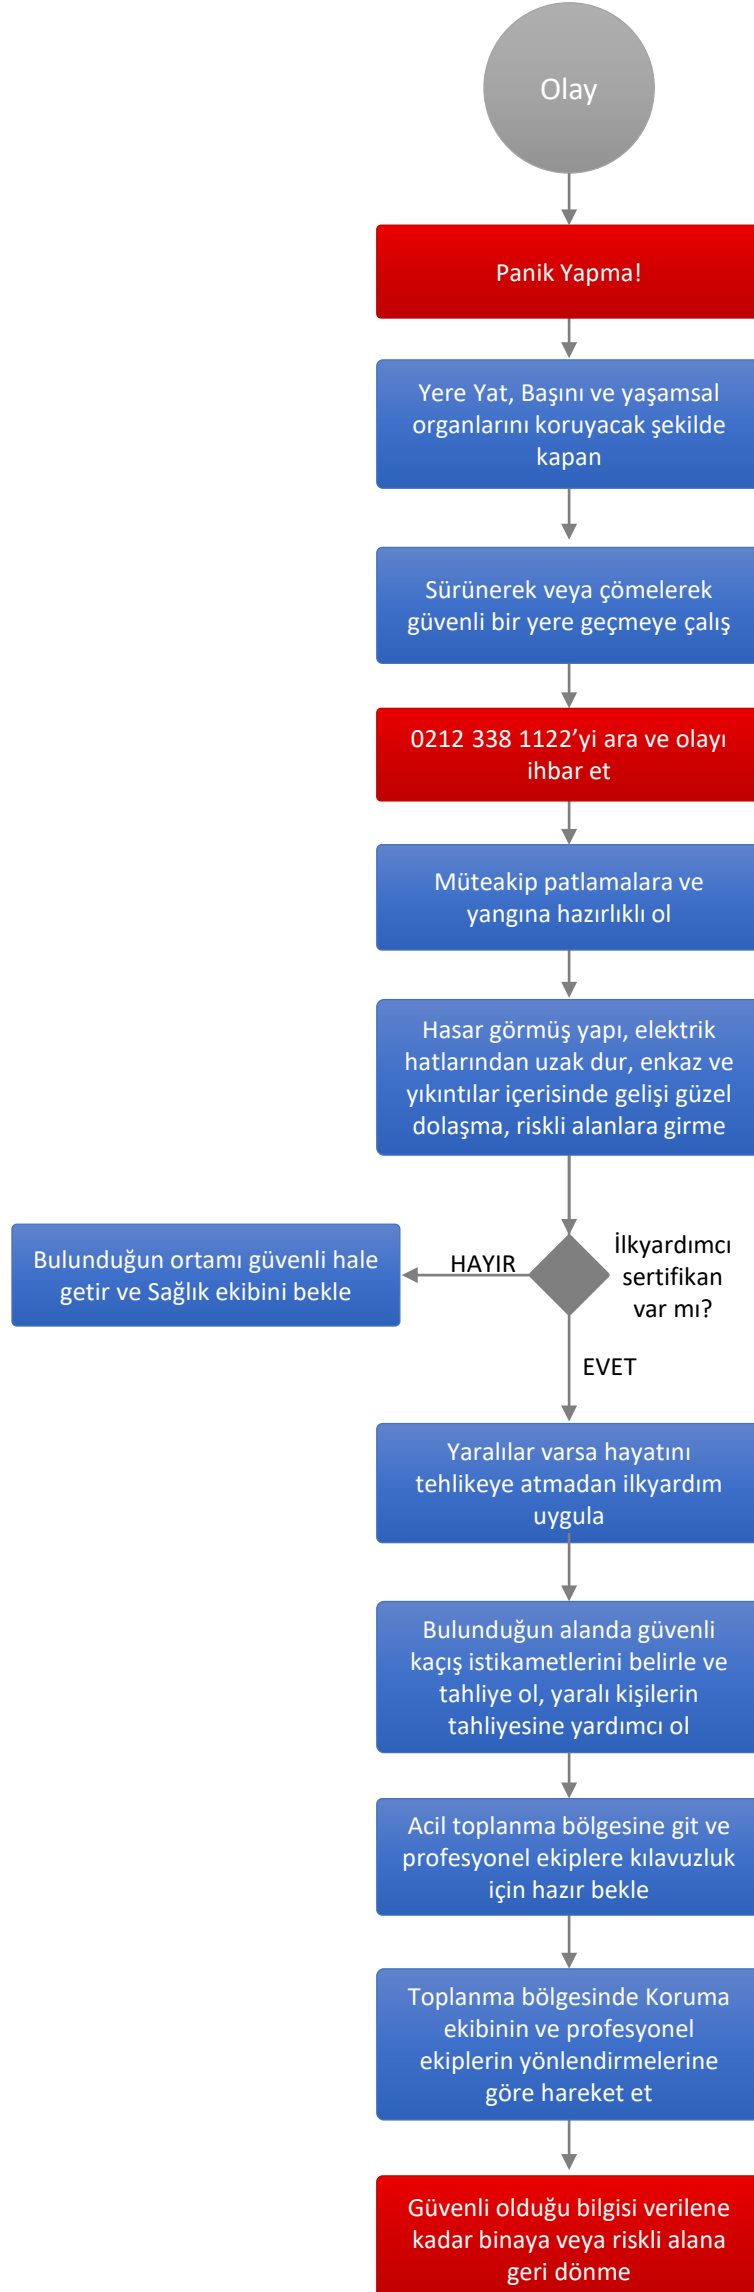 Olay
Panik Yapma!
Yere Yat, Başını ve yaşamsal
organlarını koruyacak şekilde
kapan
Sürünerek veya çömelerek
güvenli bir yere geçmeye çalış
0212 338 1122’yi ara ve olayı
ihbar et
Müteakip patlamalara ve
yangına hazırlıklı ol
Hasar görmüş yapı, elektrik
hatlarından uzak dur, enkaz ve
yıkıntılar içerisinde gelişi güzel
dolaşma, riskli alanlara girme
İlkyardımcı
sertifikan
var mı?
HAYIR
Bulunduğun ortamı güvenli hale
getir ve Sağlık ekibini bekle
EVET
Yaralılar varsa hayatını
tehlikeye atmadan ilkyardım
uygula
Bulunduğun alanda güvenli
kaçış istikametlerini belirle ve
tahliye ol, yaralı kişilerin
tahliyesine yardımcı ol
Acil toplanma bölgesine git ve
profesyonel ekiplere kılavuzluk
için hazır bekle
Toplanma bölgesinde Koruma
ekibinin ve profesyonel
ekiplerin yönlendirmelerine
göre hareket et
Güvenli olduğu bilgisi verilene
kadar binaya veya riskli alana
geri dönme